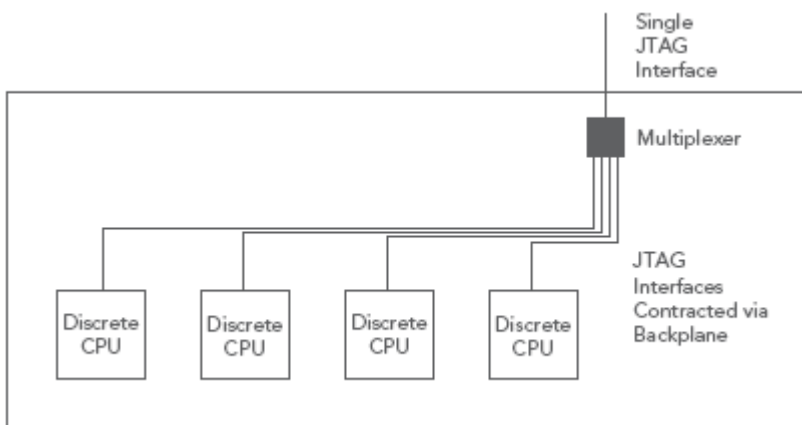 Single
JTAG
Interface
Multiplexer
JTAG
Interfaces
Contracted via
Backplane
Discrete
CPU
Discrete
CPU
Discrete
CPU
Discrete
CPU